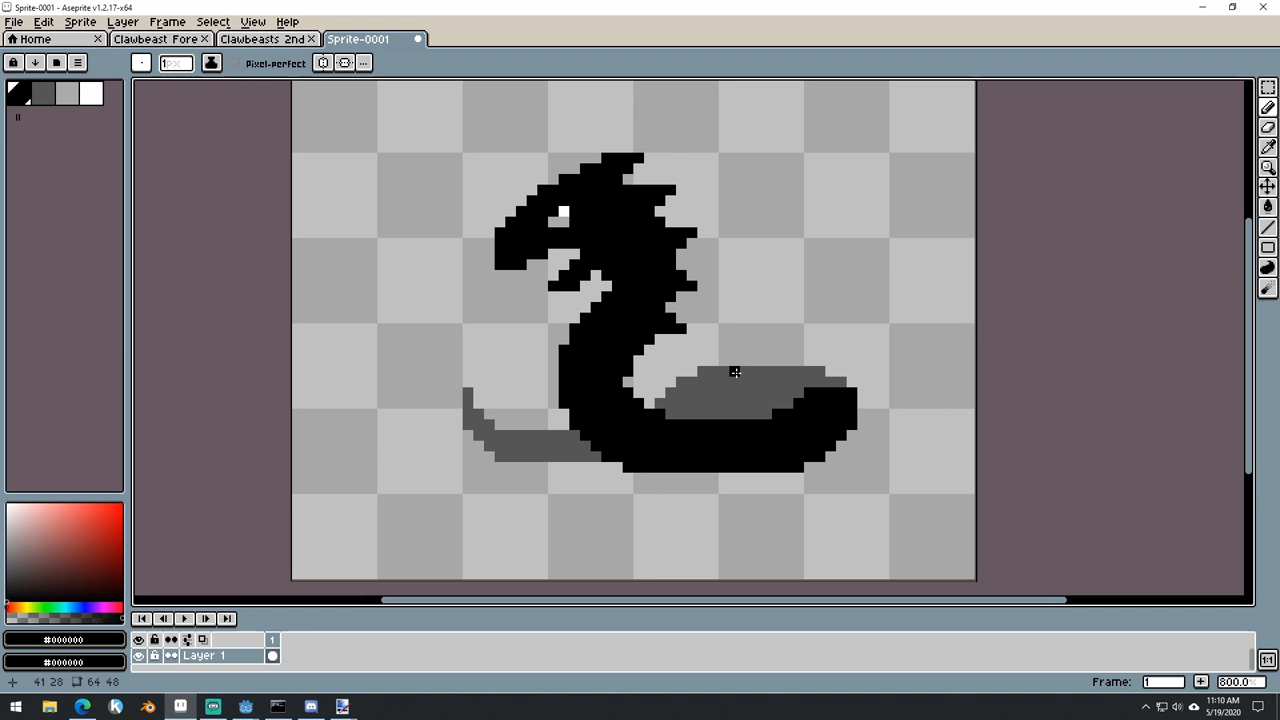 Sprite-0001 - Aseprite v1.2.17-x64
File Edit Sprite Layer Frame Select View Help
Home Clawbeast Fore Clawbeasts 2nd Sprite-0001
1px Pixel-perfect ...
#000000
1
Layer 1
#000000
41 28 64 48 Frame: 1 800.0
1:1
11:10 AM
5/19/2020